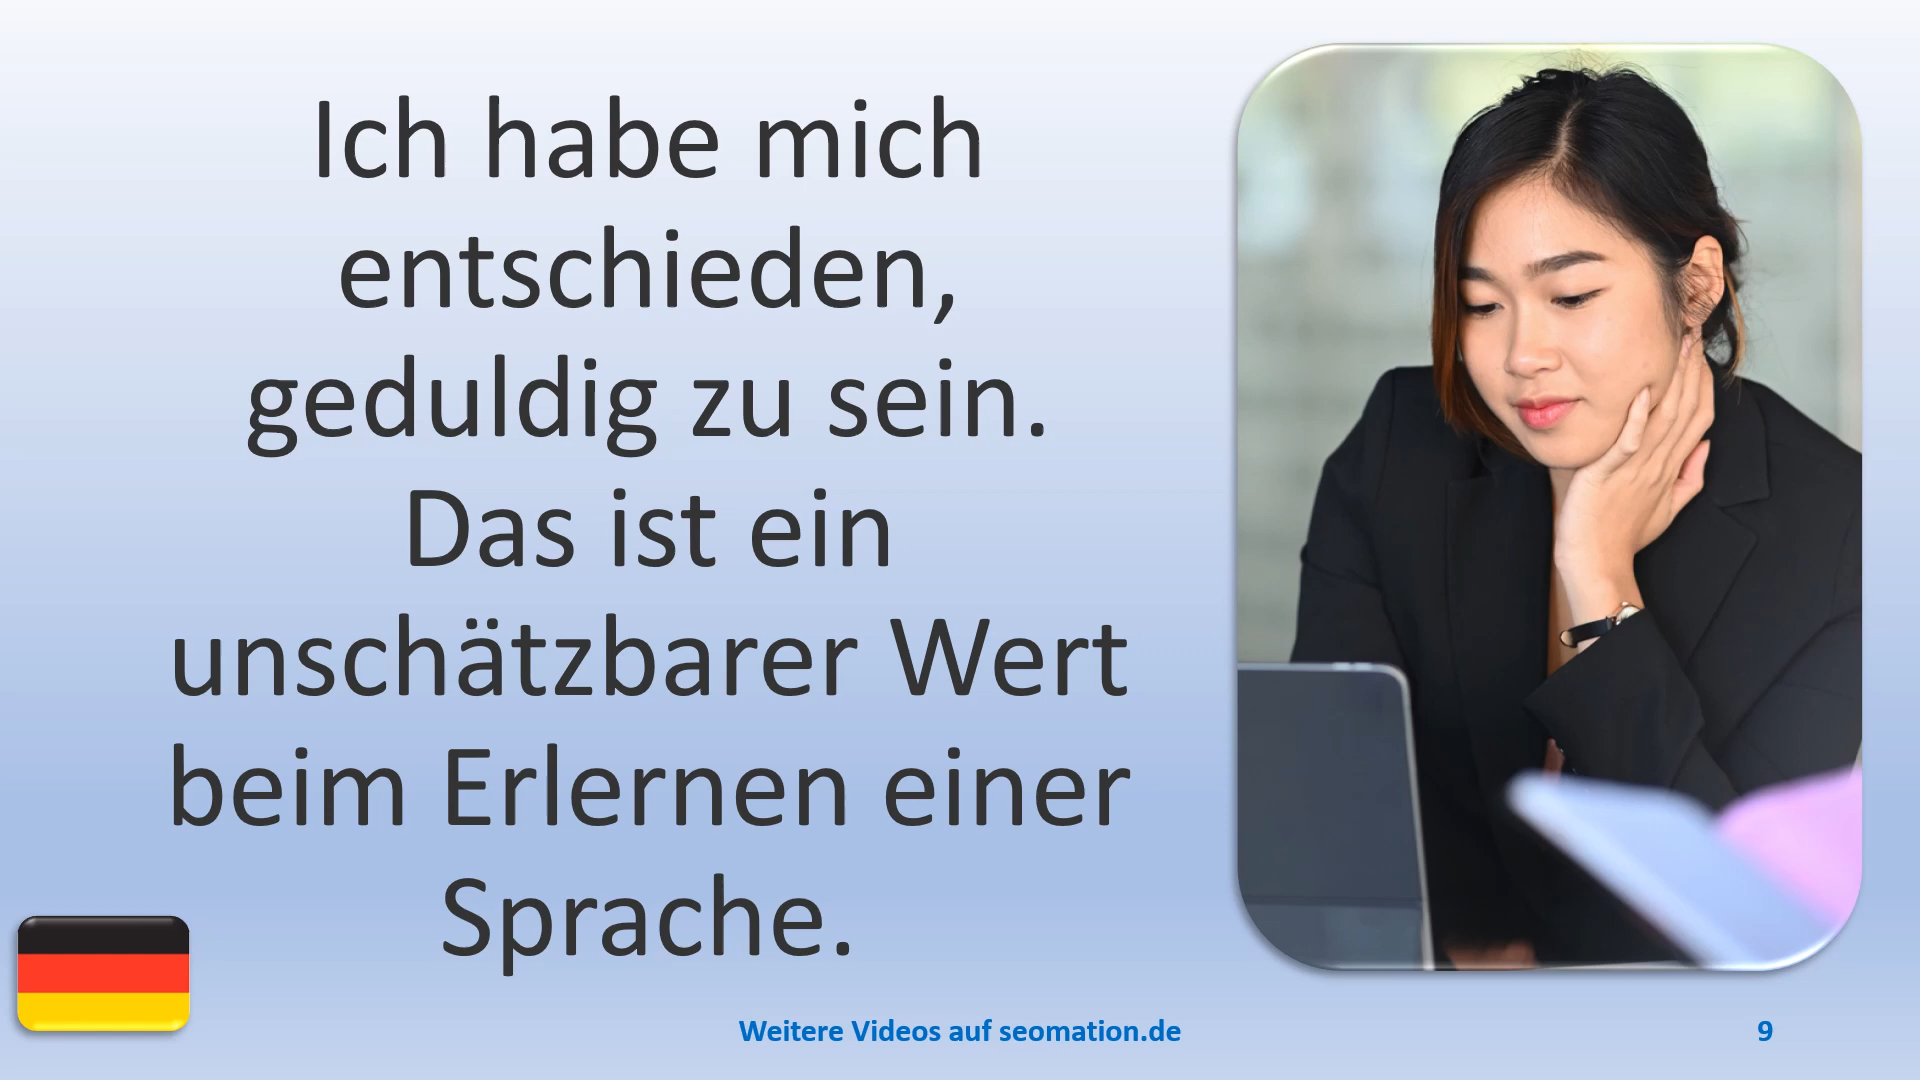 Ich habe mich
entschieden,
geduldig zu sein.
Das ist ein
unschätzbarer Wert
beim Erlernen einer
Sprache.
Weitere Videos auf seomation.de
9